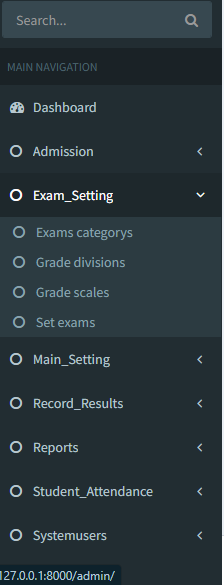 Search...
MAIN NAVIGATION
Dashboard
Admission
Exam_Setting
Exams categorys
Grade divisions
Grade scales
Set exams
Main_Setting
Record_Results
Reports
Student_Attendance
Systemusers
127.0.0.1:8000/admin/